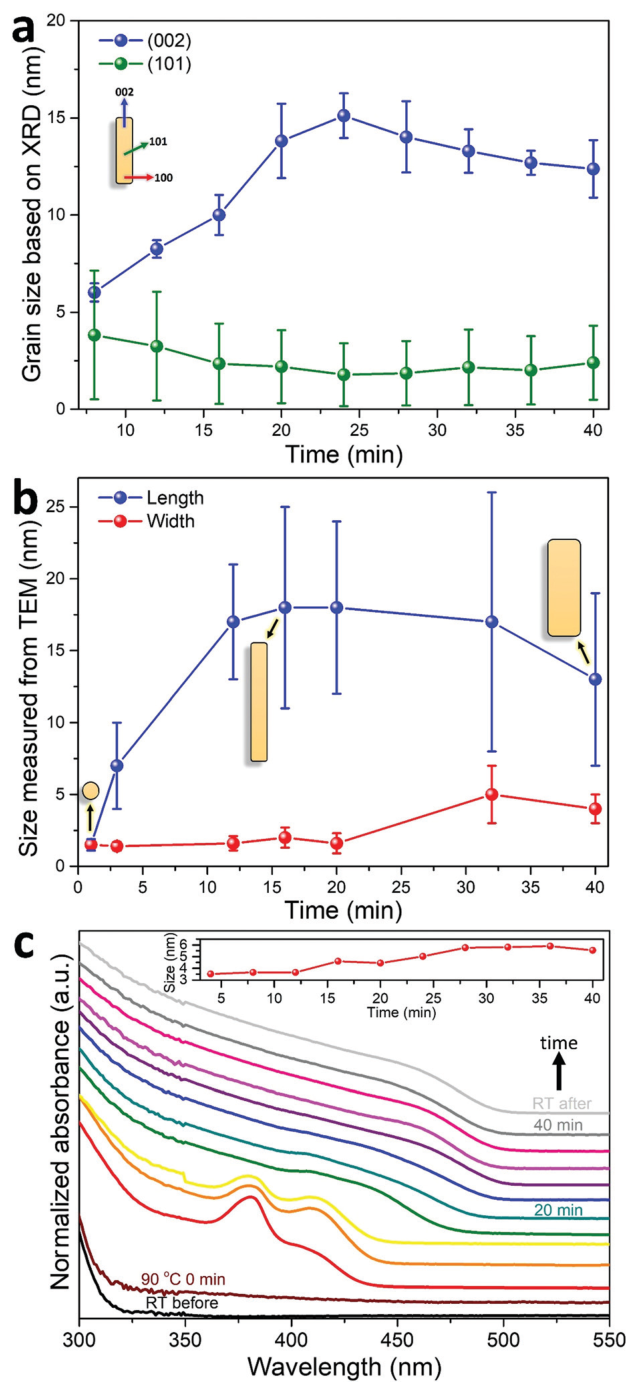 a
Grain size based on XRD (nm)
20
15
10
5
0
(002)
(101)
002
101
100
10 15 20 25 30 35 40
Time (min)
b
Size measured from TEM (nm)
25
20
15
10
5
0
Length
Width
0 5 10 15 20 25 30 35 40
Time (min)
c
Normalized absorbance (a.u.)
Size (nm)
6
5
4
3
5 10 15 20 25 30 35 40
Time (min)
time
RT after
40 min
20 min
90 °C 0 min
RT before
300 350 400 450 500 550
Wavelength (nm)